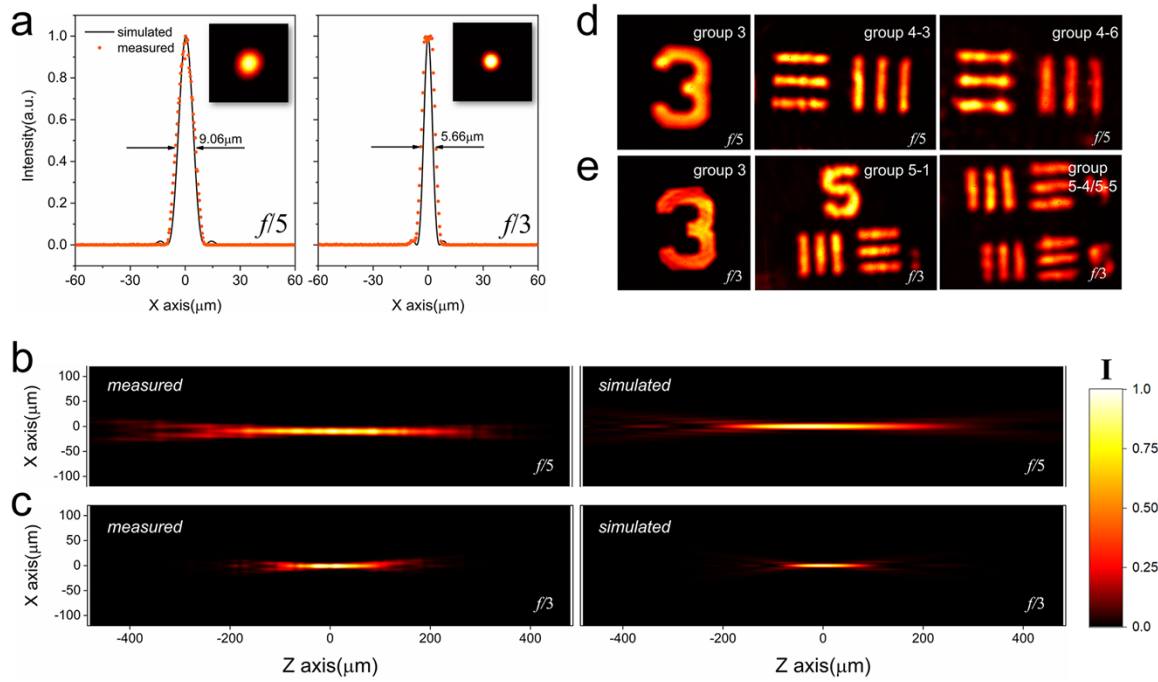 a
simulated
measured
1.0
0.8
0.6
0.4
0.2
0.0
Intensity(a.u.)
9.06μm
f/5
-60 -30 0 30 60
X axis(μm)
5.66μm
f/3
-60 -30 0 30 60
X axis(μm)
d
group 3
f/5
group 4-3
f/5
group 4-6
f/5
e
group 3
f/3
3
group 5-1
5
f/3
group
5-4/5-5
f/3
3
b
measured
f/5
simulated
f/5
100
50
0
-50
-100
X axis(μm)
c
measured
f/3
simulated
f/3
100
50
0
-50
-100
X axis(μm)
-400 -200 0 200 400
Z axis(μm)
-400 -200 0 200 400
Z axis(μm)
I
1.0
0.75
0.50
0.25
0.0